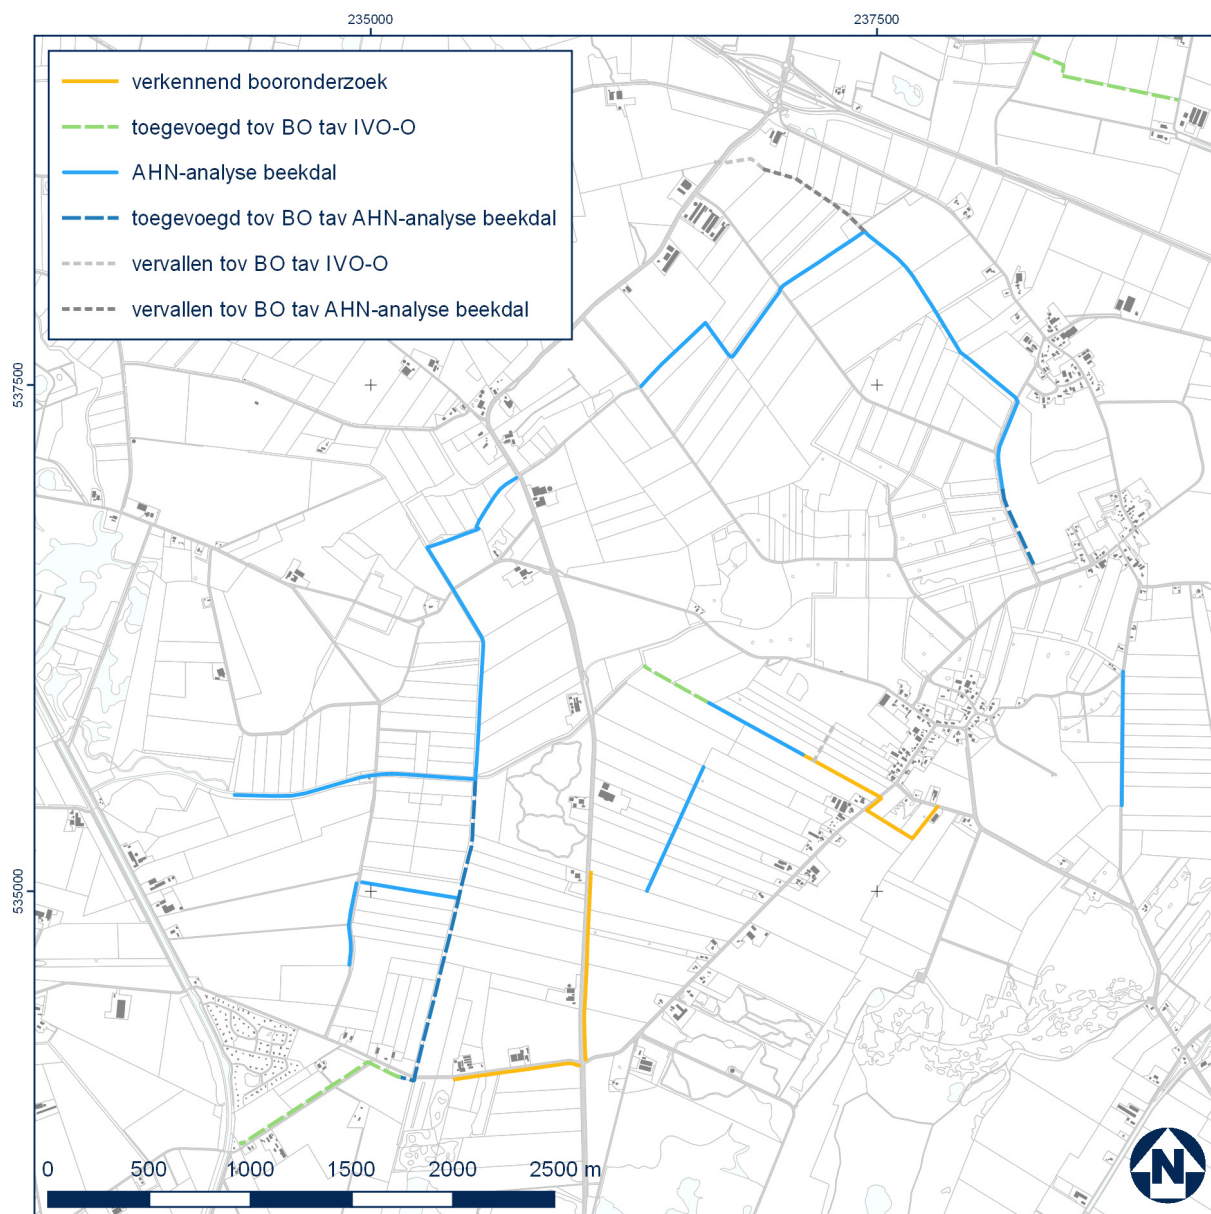 235000
237500
verkennend booronderzoek
toegevoegd tov BO tav IVO-O
AHN-analyse beekdal
toegevoegd tov BO tav AHN-analyse beekdal
vervallen tov BO tav IVO-O
vervallen tov BO tav AHN-analyse beekdal
537500
535000
0 500 1000 1500 2000 2500 m
N